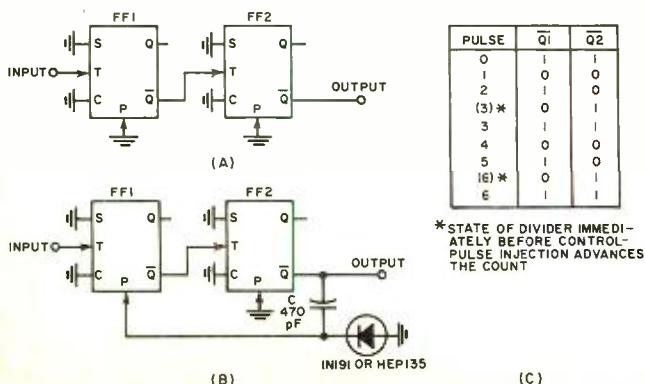 FF1
FF2
S
Q
S
Q
INPUT
T
T
OUTPUT
C
P
Q̅
C
P
Q̅
(A)
FF1
FF2
S
Q
S
Q
INPUT
T
T
OUTPUT
C
P
Q̅
C
P
Q̅
C
470
pF
IN191 OR HEP135
(B)
PULSE Q̅1 Q̅2
0 1 1
1 0 0
2 1 0
(3)* 0 1
3 1 1
4 0 0
5 1 0
(6)* 0 1
6 1 1
*STATE OF DIVIDER IMMEDI-
ATELY BEFORE CONTROL-
PULSE INJECTION ADVANCES
THE COUNT
(C)